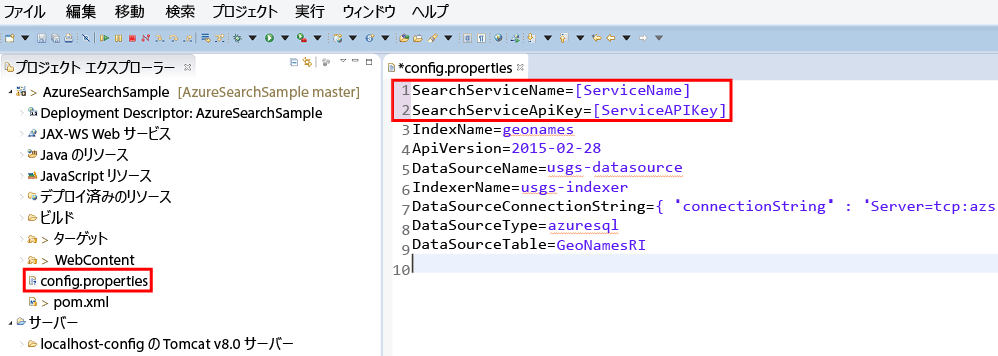 ファイル 編集 移動 検索 プロジェクト 実行 ウィンドウ ヘルプ
プロジェクト エクスプローラー
> AzureSearchSample [AzureSearchSample master]
> Deployment Descriptor: AzureSearchSample
> JAX-WS Web サービス
> Java のリソース
> JavaScript リソース
> デプロイ済みのリソース
> ビルド
> > ターゲット
> > WebContent
config.properties
> pom.xml
サーバー
> localhost-config の Tomcat v8.0 サーバー
*config.properties
1 SearchServiceName=[ServiceName]
2 SearchServiceApiKey=[ServiceAPIKey]
3 IndexName=geonames
4 ApiVersion=2015-02-28
5 DataSourceName=usgs-datasource
6 IndexerName=usgs-indexer
7 DataSourceConnectionString={ 'connectionString' : 'Server=tcp:azs
8 DataSourceType=azuresql
9 DataSourceTable=GeoNamesRI
10